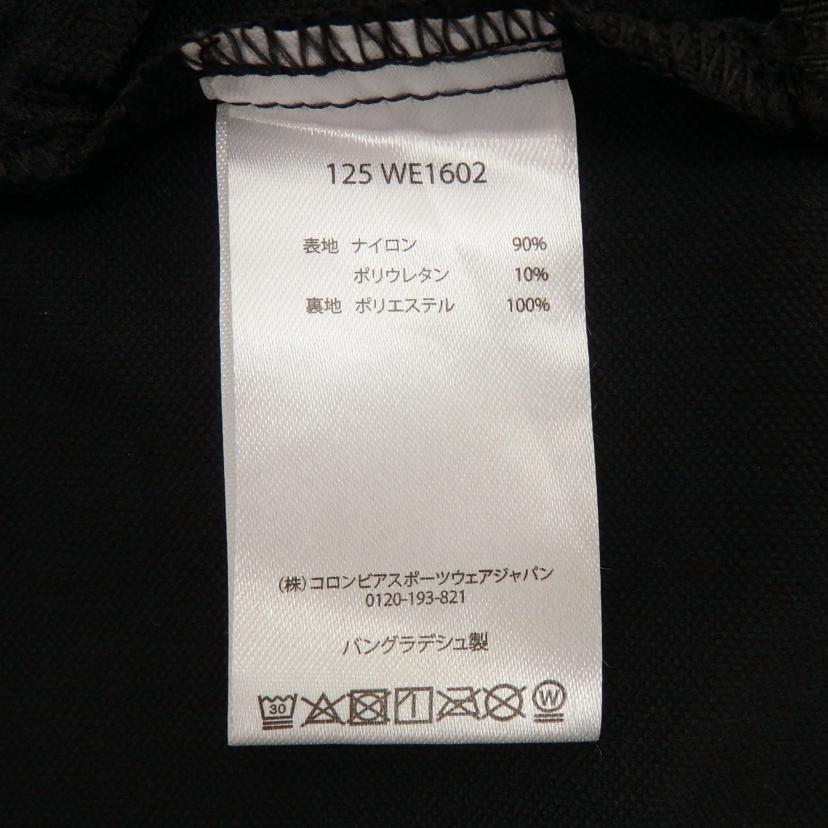 125 WE1602
表地 ナイロン 90%
ポリウレタン 10%
裏地 ポリエステル 100%
(株)コロンビアスポーツウェアジャパン
0120-193-821
バングラデシュ製
30 W